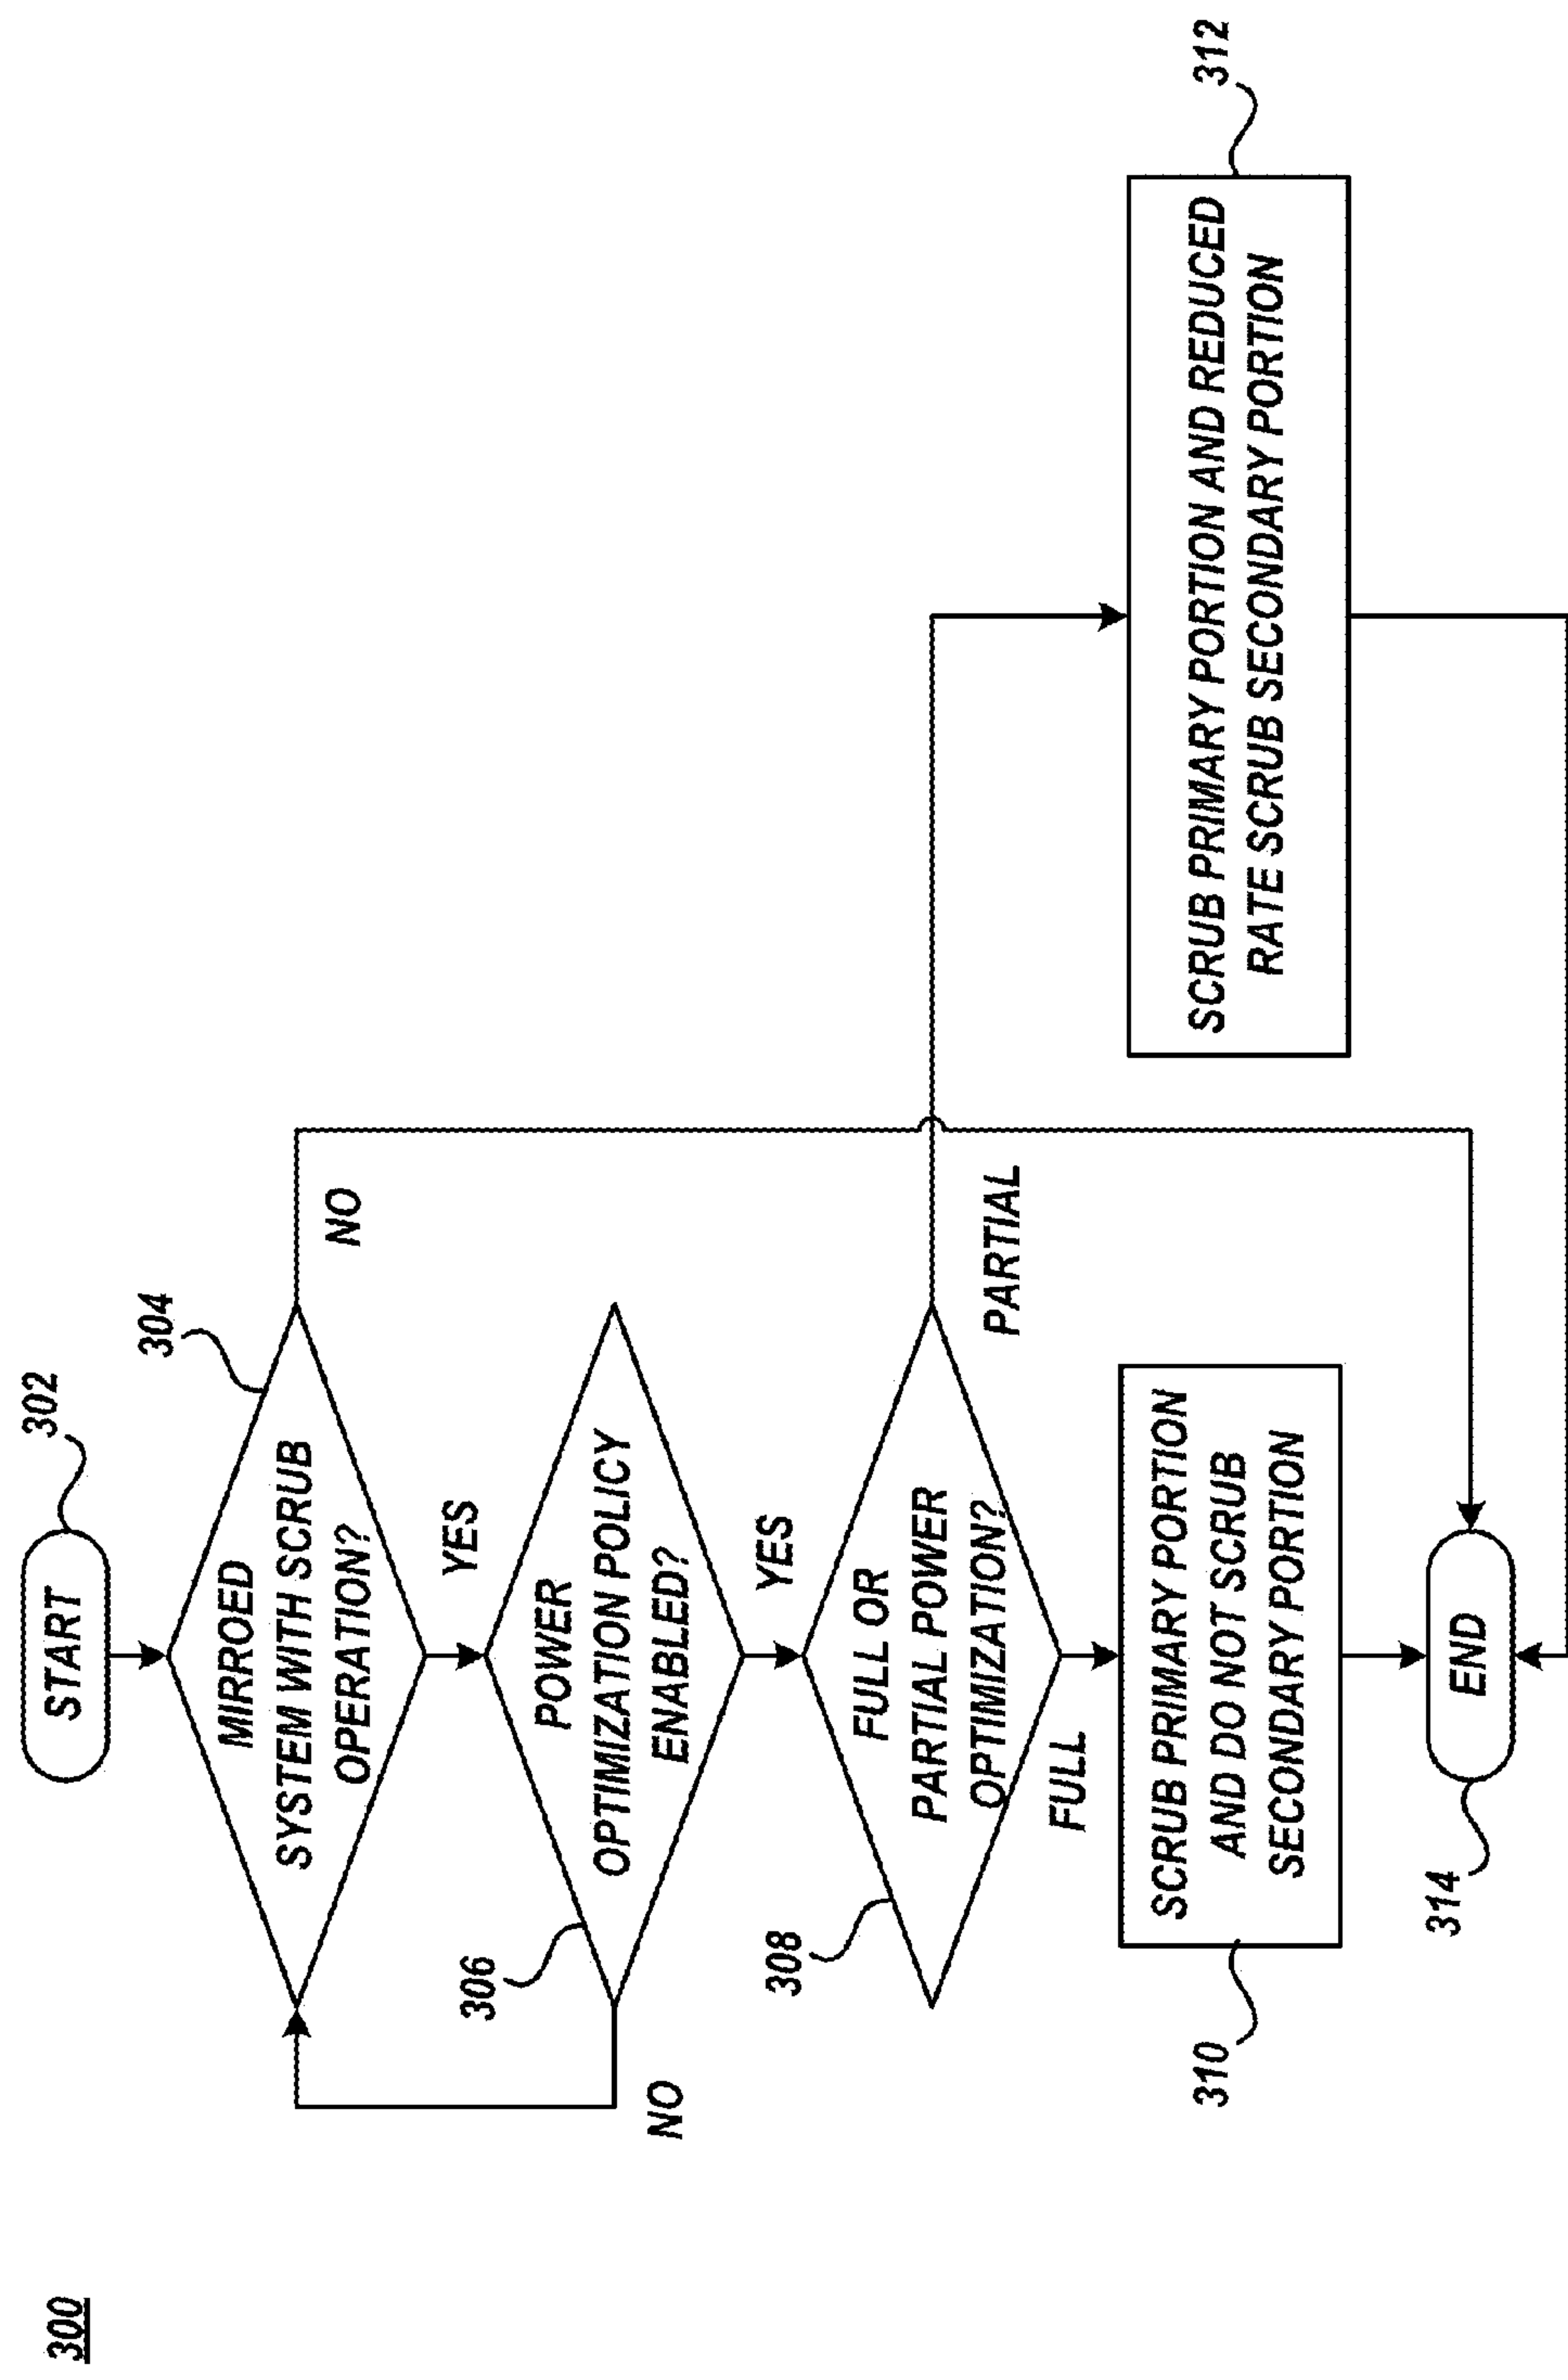 300
START
302
304
MIRROED
SYSTEM WITH SCRUB
OPERATION?
NO
YES
306
POWER
OPTIMIZATION POLICY
ENABLED?
NO
YES
308
FULL OR
PARTIAL POWER
OPTIMIZATION?
PARTIAL
FULL
310
SCRUB PRIMARY PORTION
AND DO NOT SCRUB
SECONDARY PORTION
312
SCRUB PRIMARY PORTION AND REDUCED
RATE SCRUB SECONDARY PORTION
314
END